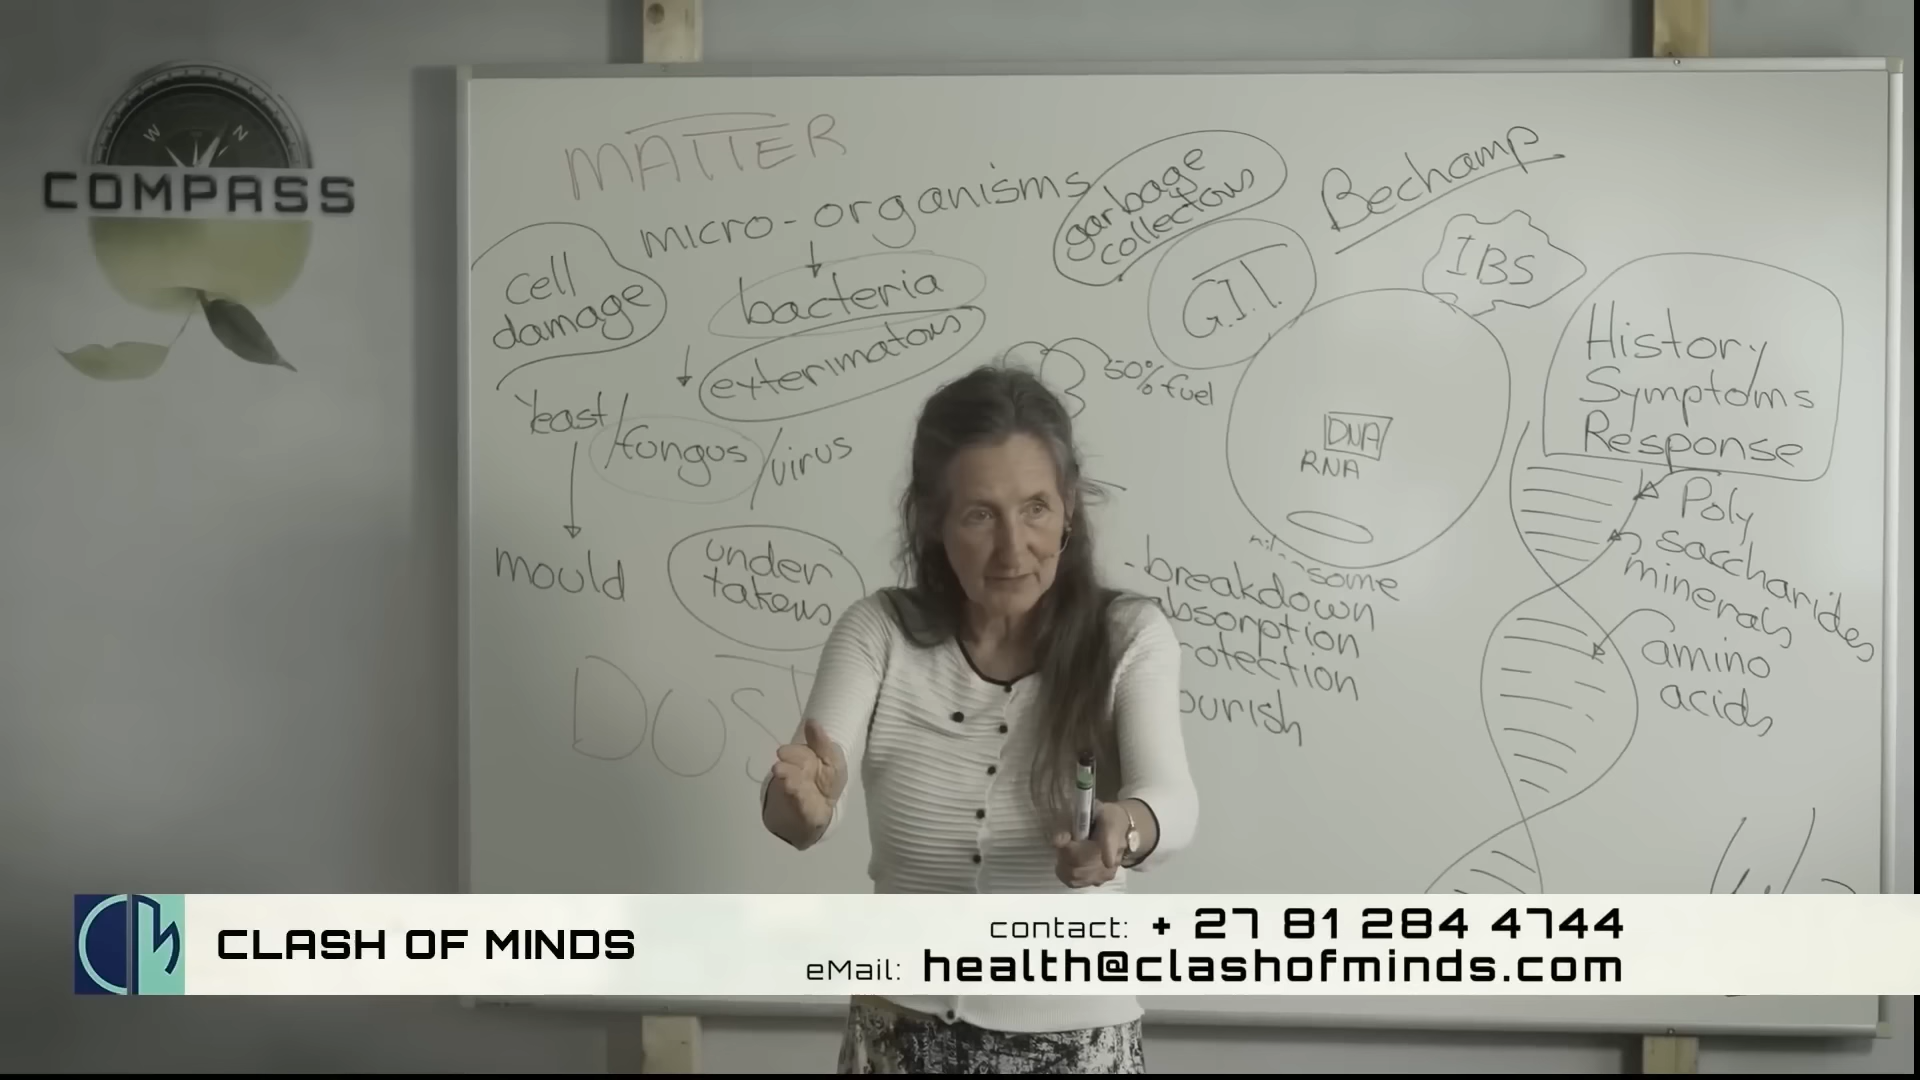 W N
COMPASS
MATTER
micro-organisms
garbage
collectors
Bechamp
cell
damage
bacteria
exterimators
G.I.T.
IBS
History
Symptoms
Response
50% fuel
yeast/fungus/virus
DNA
RNA
mould
under
takers
Poly
saccharides
minerals
amino
acids
breakdown
absorption
DUST
CLASH OF MINDS
contact: + 27 81 284 4744
eMail: health@clashofminds.com